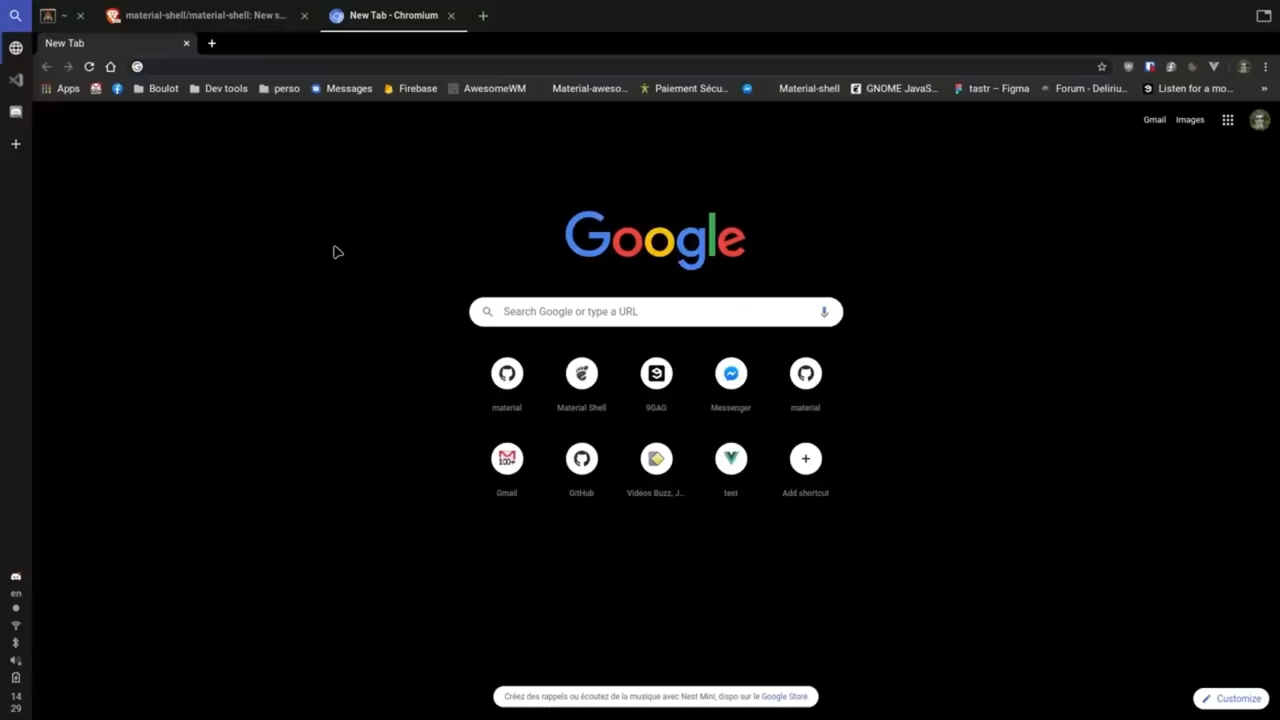 ~
material-shell/material-shell: New s...
New Tab - Chromium
New Tab
Apps
Boulot
Dev tools
perso
Messages
Firebase
AwesomeWM
Material-aweso...
Paiement Sécu...
Material-shell
GNOME JavaS...
tastr – Figma
Forum - Deliriu...
Listen for a mo...
»
Gmail
Images
Google
Search Google or type a URL
material
Material Shell
9GAG
Messenger
material
100+
Gmail
GitHub
Vidéos Buzz, J...
test
Add shortcut
en
14
29
Créez des rappels ou écoutez de la musique avec Nest Mini, dispo sur le Google Store
Customize